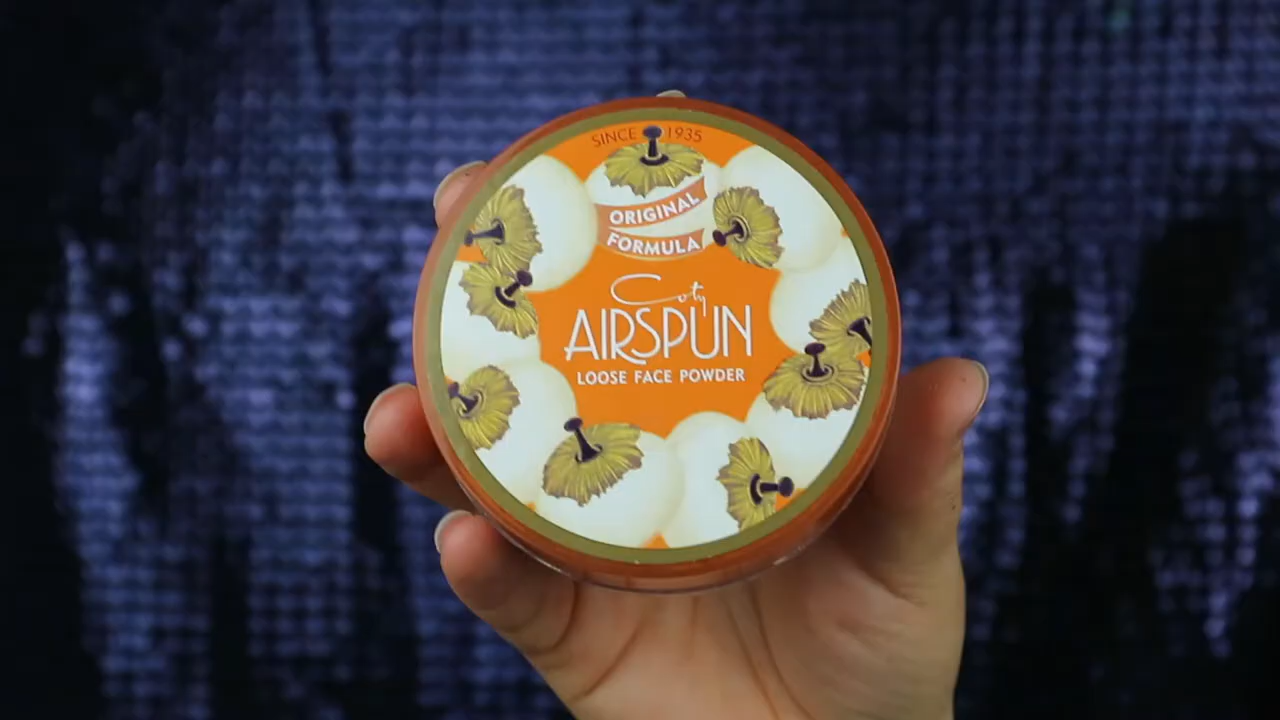 SINCE 1935
ORIGINAL
FORMULA
Coty
AIRSPUN
LOOSE FACE POWDER